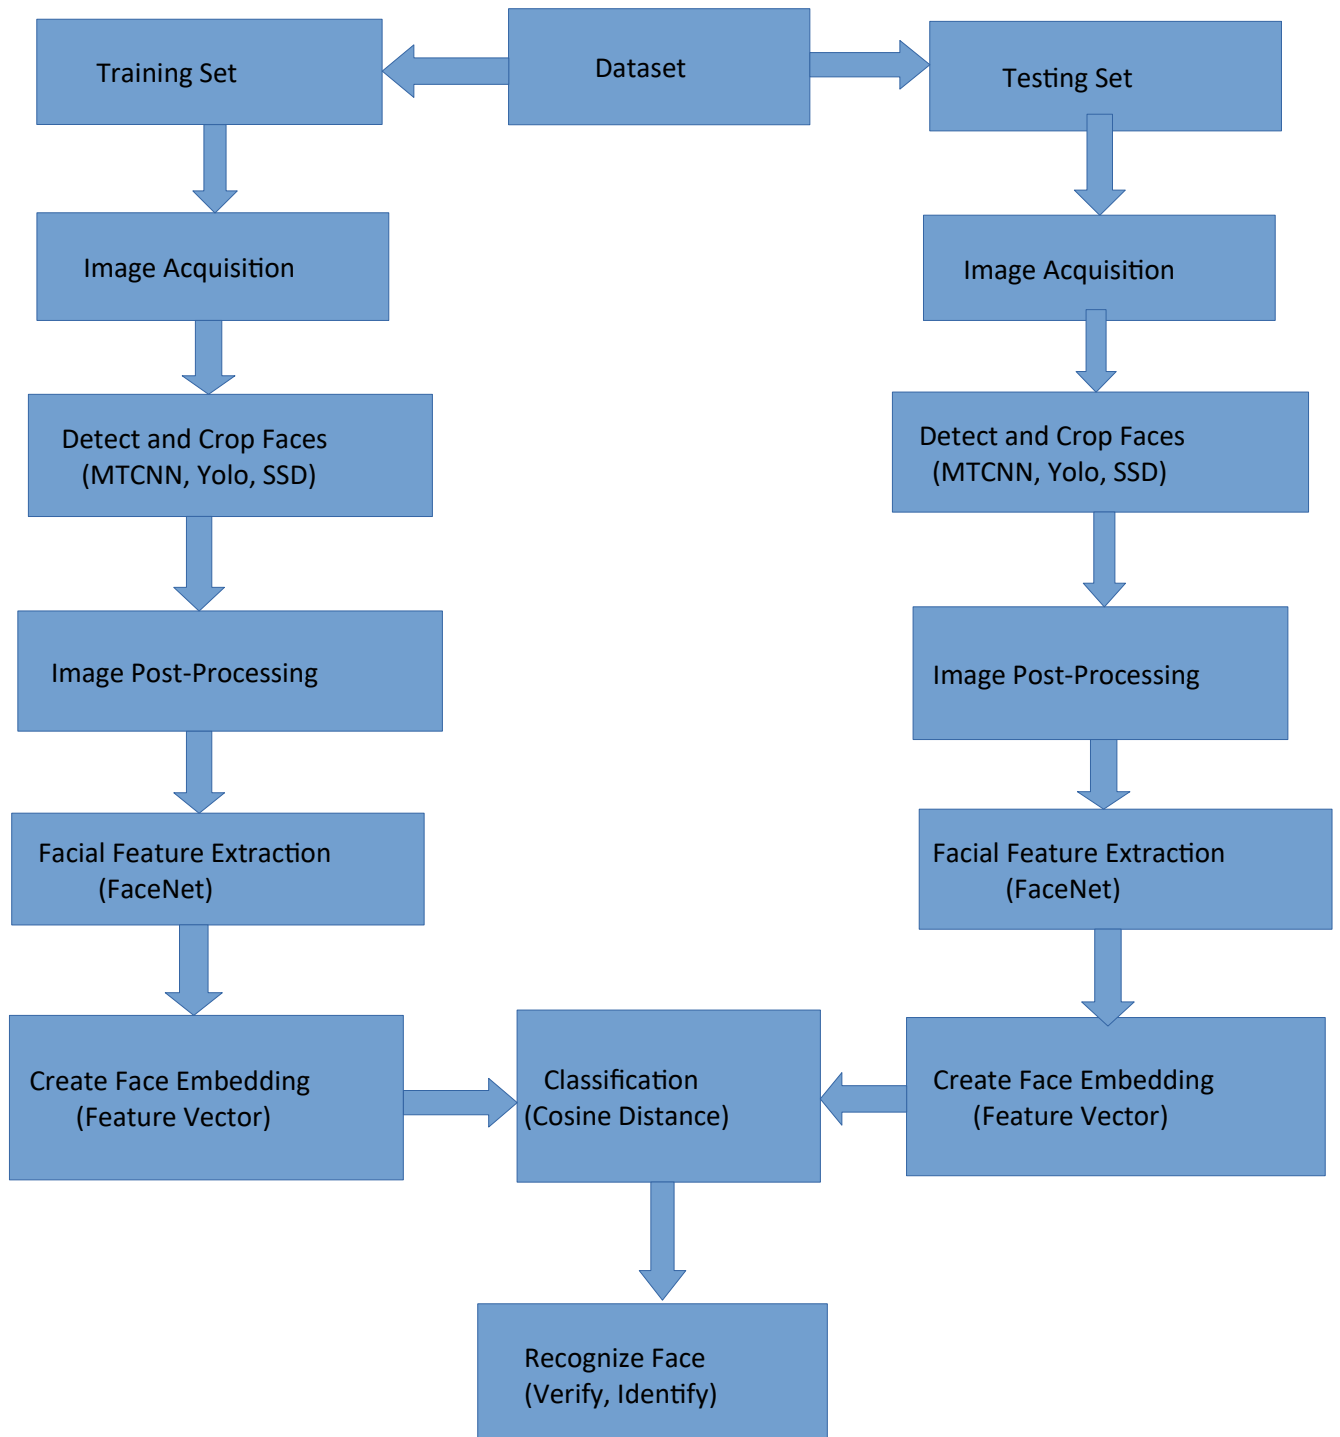 Training Set
Dataset
Testing Set
Image Acquisition
Image Acquisition
Detect and Crop Faces
(MTCNN, Yolo, SSD)
Detect and Crop Faces
(MTCNN, Yolo, SSD)
Image Post-Processing
Image Post-Processing
Facial Feature Extraction
(FaceNet)
Facial Feature Extraction
(FaceNet)
Create Face Embedding
(Feature Vector)
Classification
(Cosine Distance)
Create Face Embedding
(Feature Vector)
Recognize Face
(Verify, Identify)